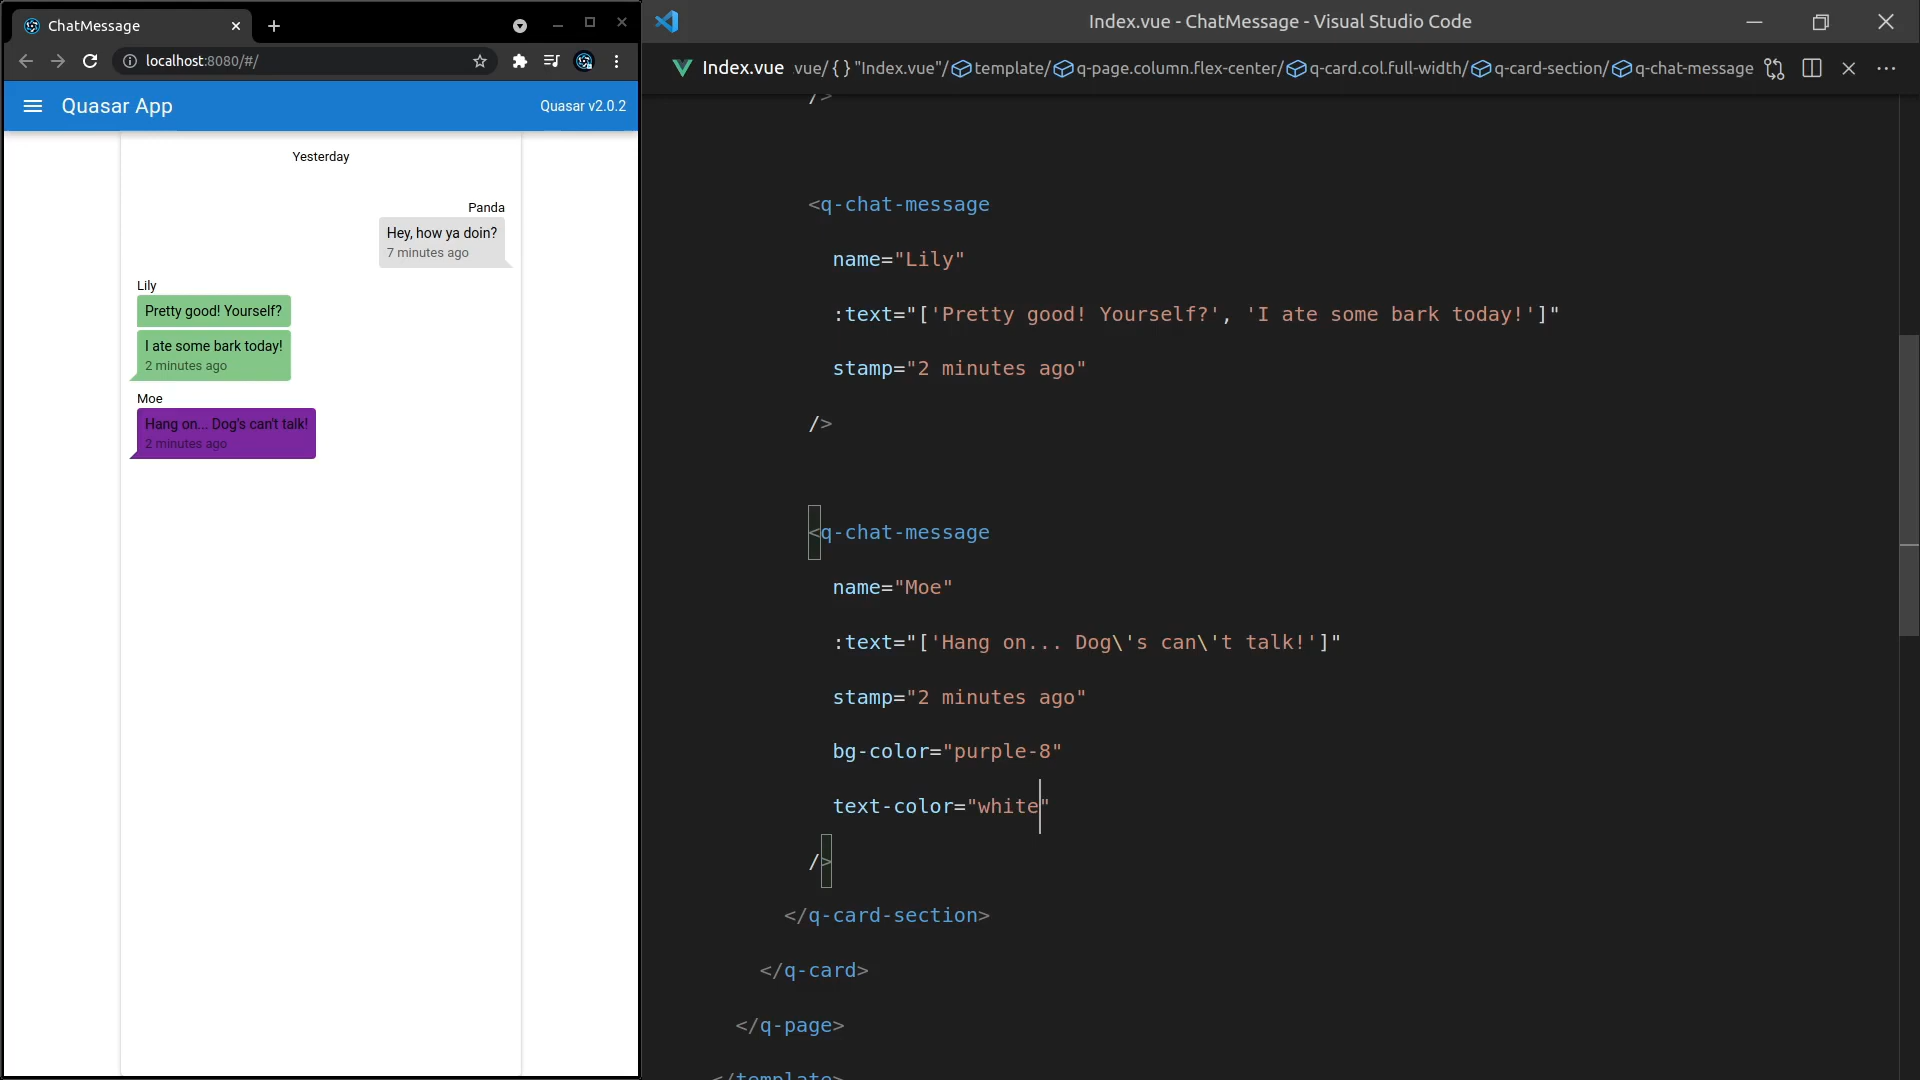 ChatMessage
localhost:8080/#/
Quasar App
Quasar v2.0.2
Yesterday
Panda
Hey, how ya doin?
7 minutes ago
Lily
Pretty good! Yourself?
I ate some bark today!
2 minutes ago
Moe
Hang on... Dog's can't talk!
2 minutes ago
Index.vue - ChatMessage - Visual Studio Code
Index.vue .vue/{}"Index.vue"/template/q-page.column.flex-center/q-card.col.full-width/q-card-section/q-chat-message
/>
<q-chat-message
name="Lily"
:text="['Pretty good! Yourself?', 'I ate some bark today!']"
stamp="2 minutes ago"
/>
<q-chat-message
name="Moe"
:text="['Hang on... Dog\'s can\'t talk!']"
stamp="2 minutes ago"
bg-color="purple-8"
text-color="white"
/>
</q-card-section>
</q-card>
</q-page>
</template>